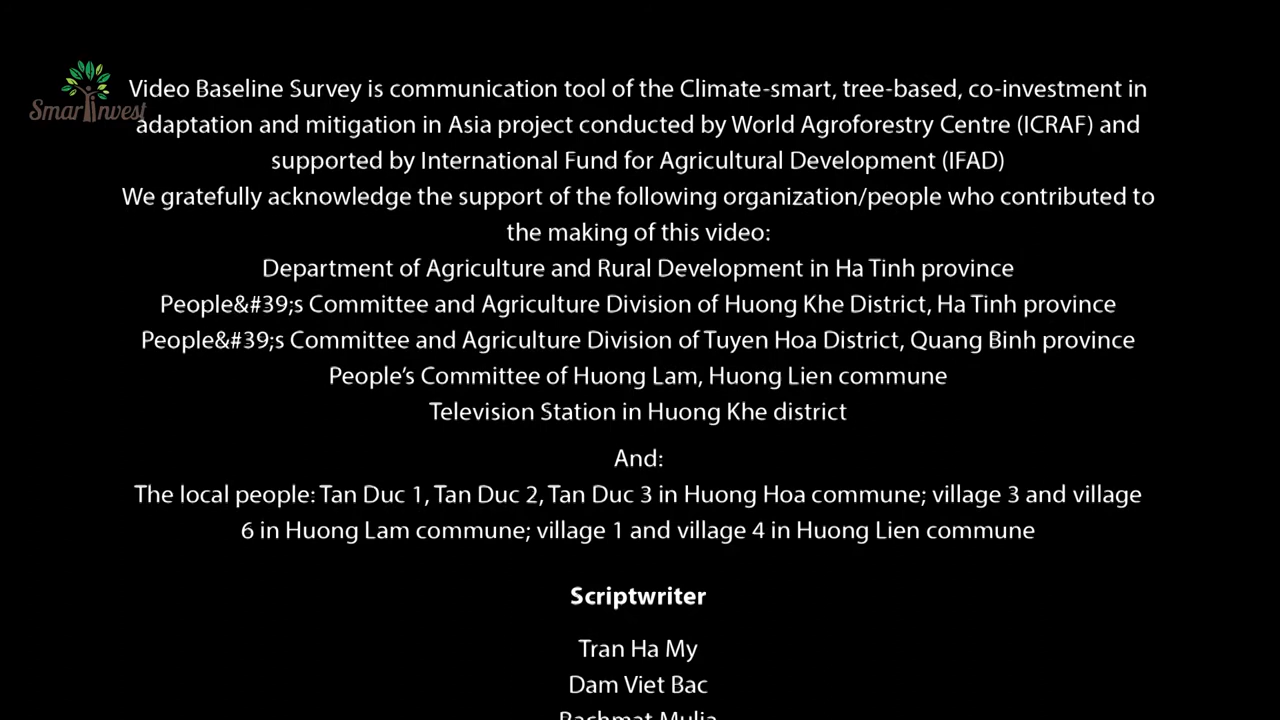 Smartinvest
Video Baseline Survey is communication tool of the Climate-smart, tree-based, co-investment in
adaptation and mitigation in Asia project conducted by World Agroforestry Centre (ICRAF) and
supported by International Fund for Agricultural Development (IFAD)
We gratefully acknowledge the support of the following organization/people who contributed to
the making of this video:
Department of Agriculture and Rural Development in Ha Tinh province
People&#39;s Committee and Agriculture Division of Huong Khe District, Ha Tinh province
People&#39;s Committee and Agriculture Division of Tuyen Hoa District, Quang Binh province
People’s Committee of Huong Lam, Huong Lien commune
Television Station in Huong Khe district
And:
The local people: Tan Duc 1, Tan Duc 2, Tan Duc 3 in Huong Hoa commune; village 3 and village
6 in Huong Lam commune; village 1 and village 4 in Huong Lien commune
Scriptwriter
Tran Ha My
Dam Viet Bac
Rachmat Mulia